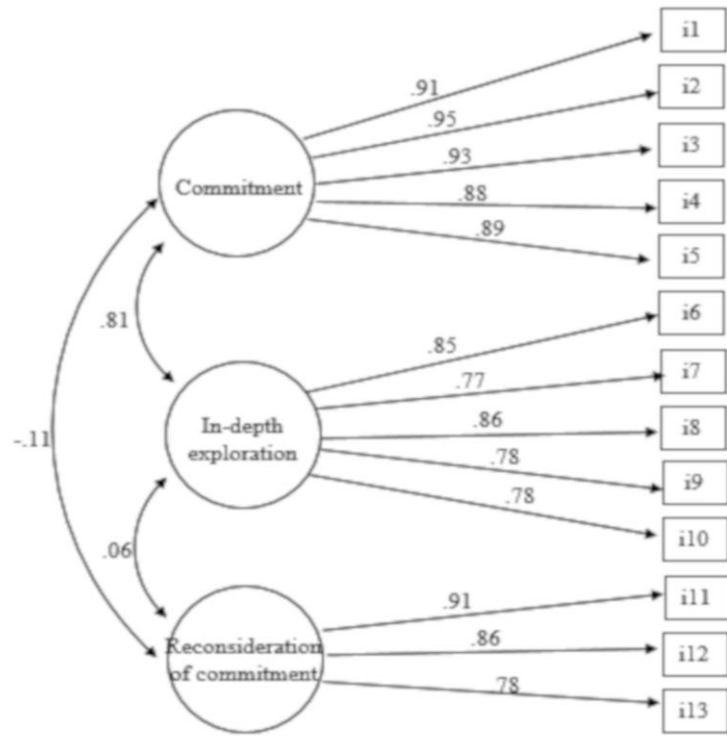 i1
.91
i2
.95
i3
.93
Commitment
.88
i4
.89
i5
i6
.81
.85
.77
i7
.86
i8
In-depth
exploration
-.11
.78
i9
.78
i10
.06
.91
i11
Reconsideration
of commitment
.86
i12
.78
i13